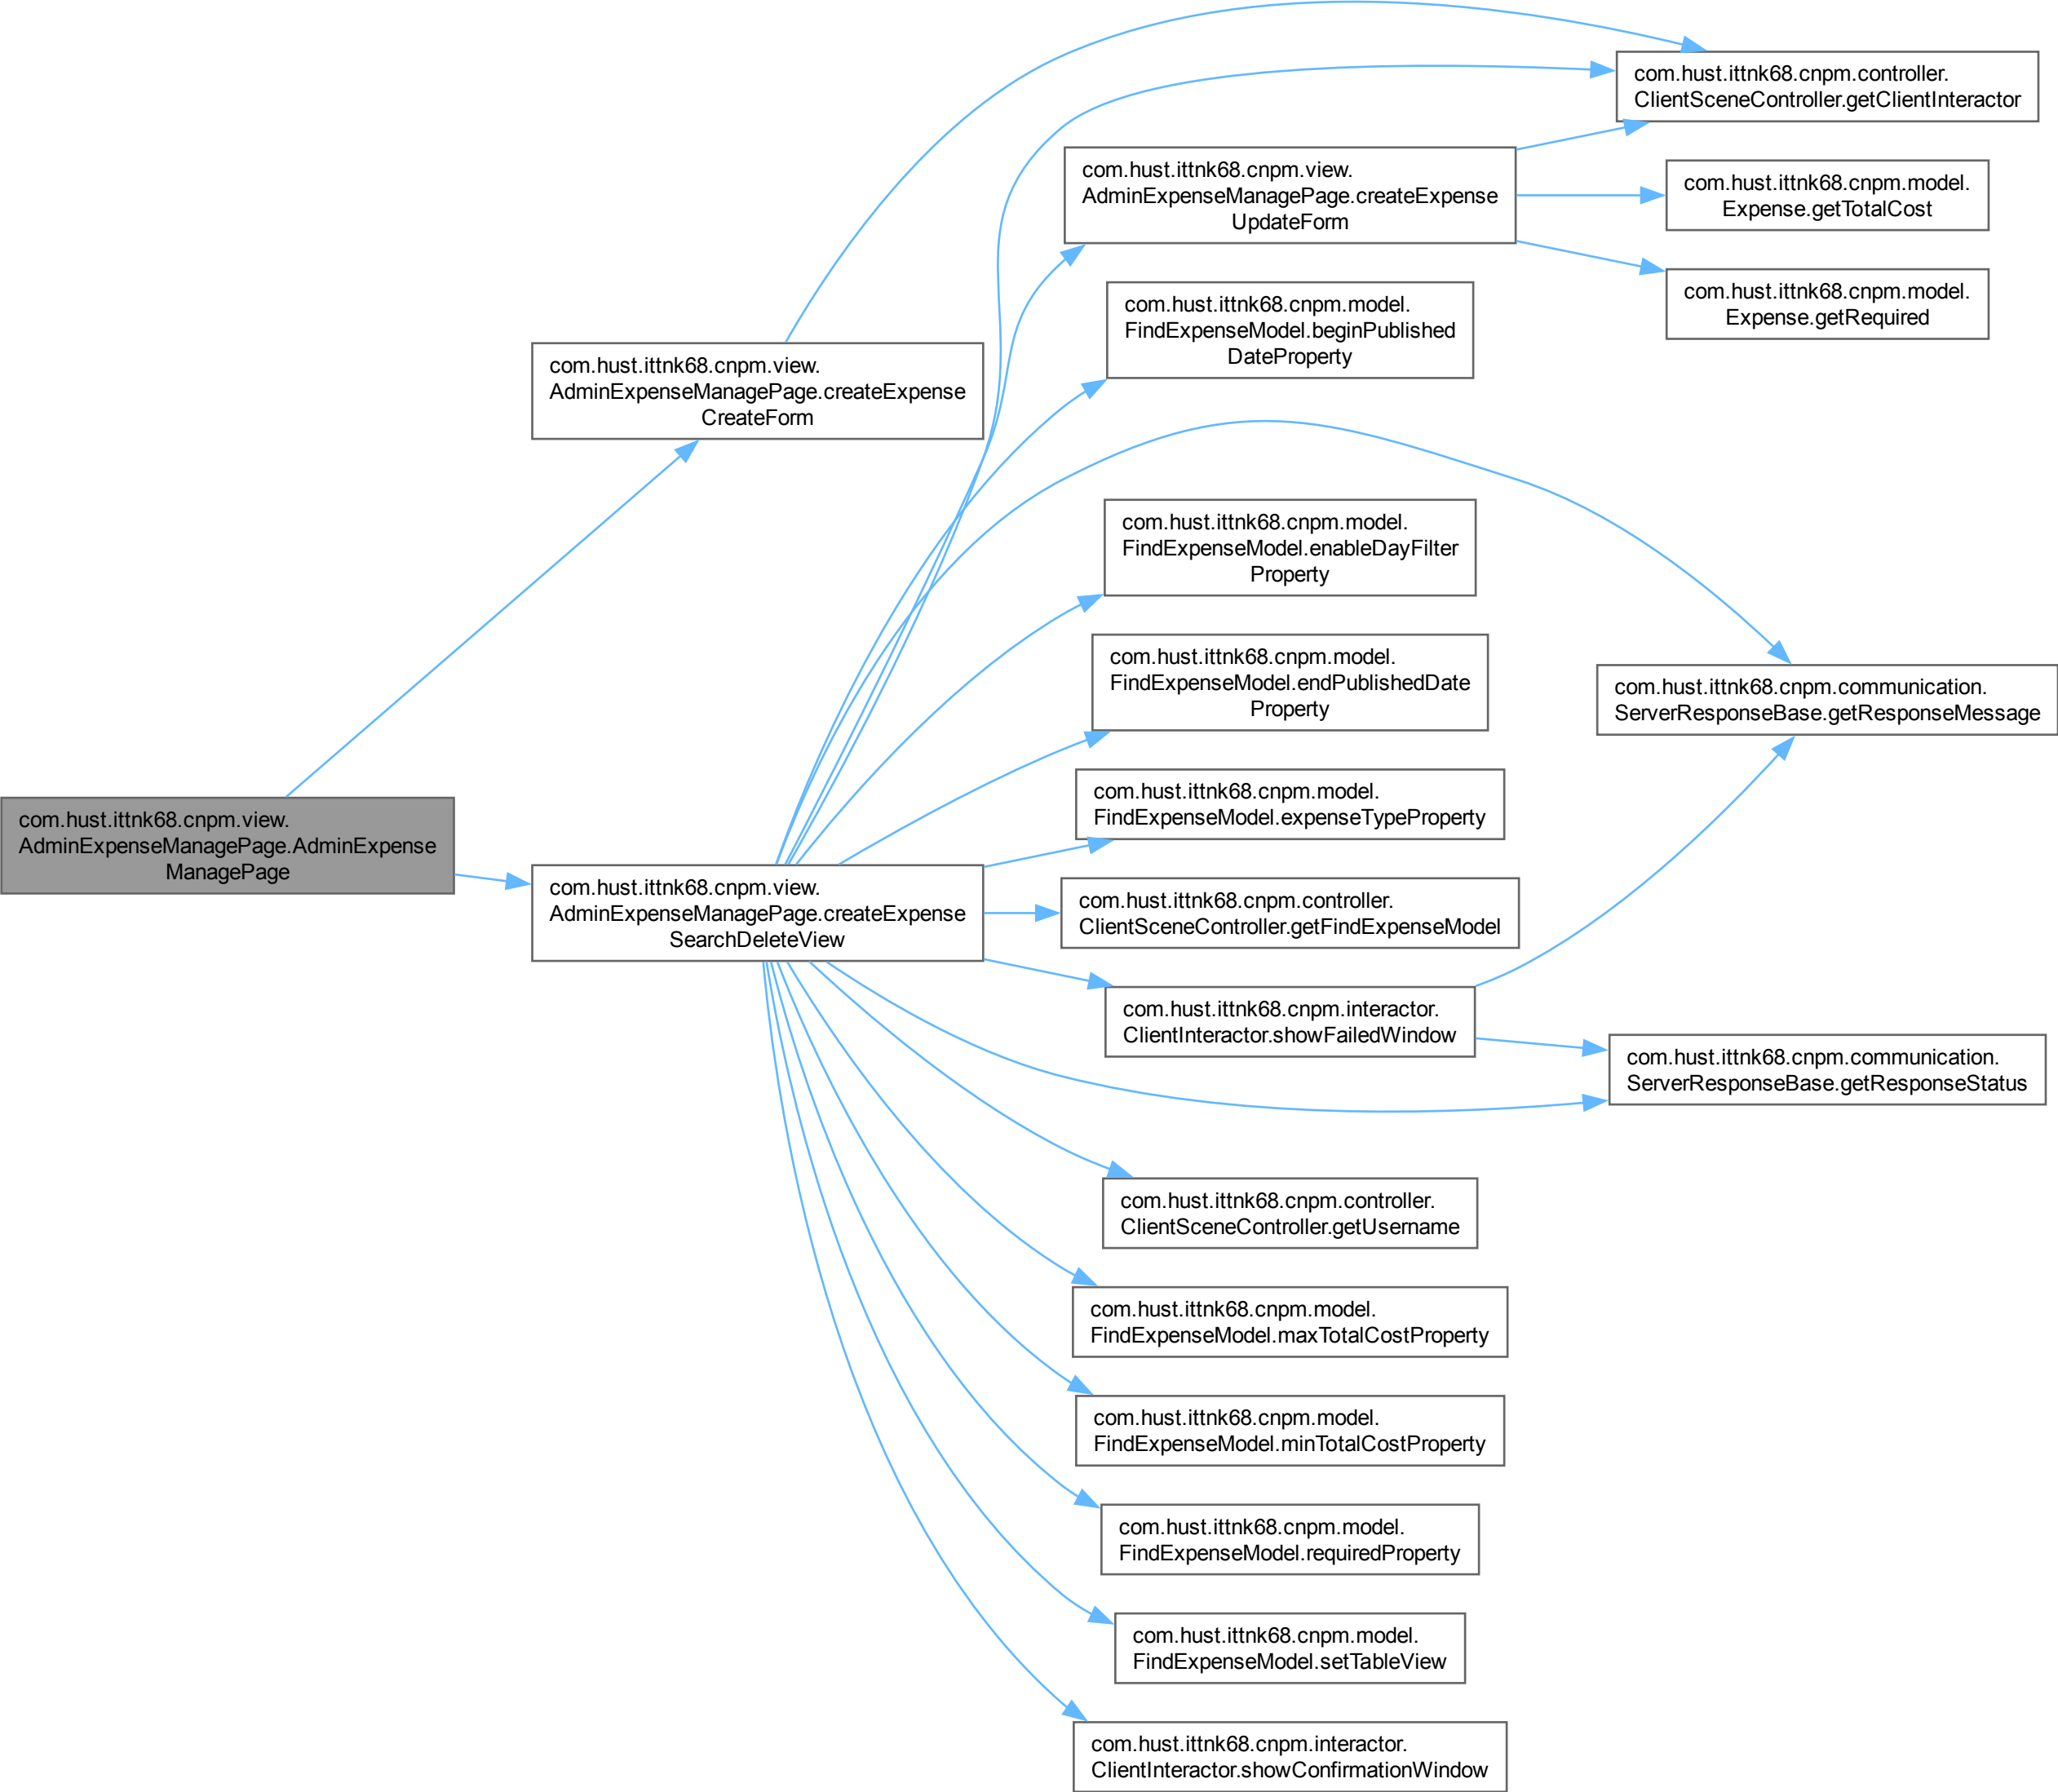 com.hust.ittnk68.cnpm.view.
AdminExpenseManagePage.AdminExpense
ManagePage
com.hust.ittnk68.cnpm.view.
AdminExpenseManagePage.createExpense
CreateForm
com.hust.ittnk68.cnpm.view.
AdminExpenseManagePage.createExpense
SearchDeleteView
com.hust.ittnk68.cnpm.view.
AdminExpenseManagePage.createExpense
UpdateForm
com.hust.ittnk68.cnpm.model.
FindExpenseModel.beginPublished
DateProperty
com.hust.ittnk68.cnpm.model.
FindExpenseModel.enableDayFilter
Property
com.hust.ittnk68.cnpm.model.
FindExpenseModel.endPublishedDate
Property
com.hust.ittnk68.cnpm.model.
FindExpenseModel.expenseTypeProperty
com.hust.ittnk68.cnpm.controller.
ClientSceneController.getFindExpenseModel
com.hust.ittnk68.cnpm.interactor.
ClientInteractor.showFailedWindow
com.hust.ittnk68.cnpm.controller.
ClientSceneController.getUsername
com.hust.ittnk68.cnpm.model.
FindExpenseModel.maxTotalCostProperty
com.hust.ittnk68.cnpm.model.
FindExpenseModel.minTotalCostProperty
com.hust.ittnk68.cnpm.model.
FindExpenseModel.requiredProperty
com.hust.ittnk68.cnpm.model.
FindExpenseModel.setTableView
com.hust.ittnk68.cnpm.interactor.
ClientInteractor.showConfirmationWindow
com.hust.ittnk68.cnpm.controller.
ClientSceneController.getClientInteractor
com.hust.ittnk68.cnpm.model.
Expense.getTotalCost
com.hust.ittnk68.cnpm.model.
Expense.getRequired
com.hust.ittnk68.cnpm.communication.
ServerResponseBase.getResponseMessage
com.hust.ittnk68.cnpm.communication.
ServerResponseBase.getResponseStatus